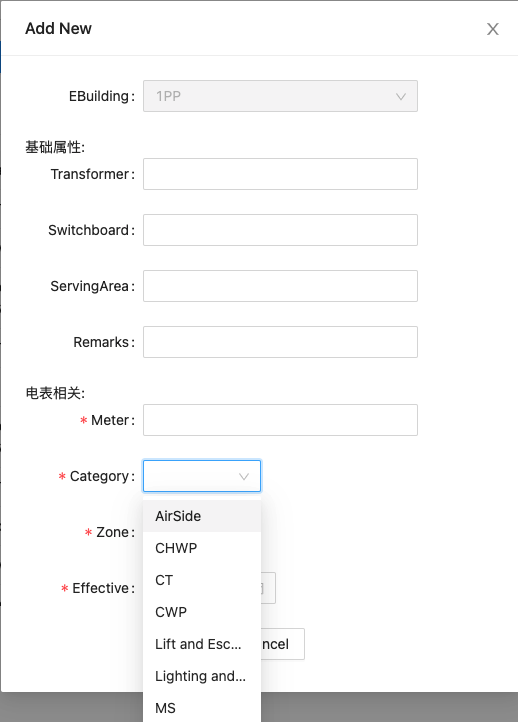 Add New
EBuilding :
1PP
基础属性:
Transformer :
Switchboard :
ServingArea :
Remarks :
电表相关:
* Meter :
* Category :
AirSide
* Zone :
CHWP
CT
* Effective :
CWP
Lift and Esc...
ncel
Lighting and...
MS